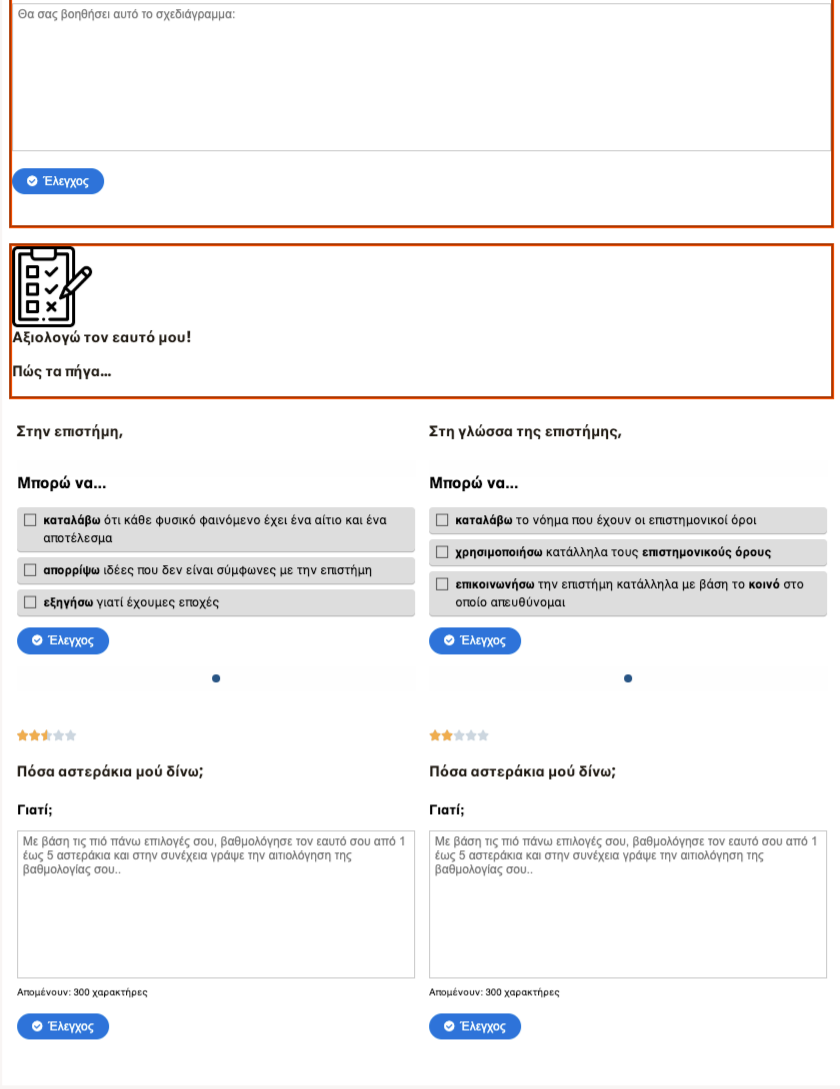 Θα σας βοηθήσει αυτό το σχεδιάγραμμα:
Έλεγχος
Αξιολογώ τον εαυτό μου!
Πώς τα πήγα...
Στην επιστήμη,
Μπορώ να...
καταλάβω ότι κάθε φυσικό φαινόμενο έχει ένα αίτιο και ένα
αποτέλεσμα
απορρίψω ιδέες που δεν είναι σύμφωνες με την επιστήμη
εξηγήσω γιατί έχουμες εποχές
Έλεγχος
Πόσα αστεράκια μού δίνω;
Γιατί;
Με βάση τις πιό πάνω επιλογές σου, βαθμολόγησε τον εαυτό σου από 1
έως 5 αστεράκια και στην συνέχεια γράψε την αιτιολόγηση της
βαθμολογίας σου..
Απομένουν: 300 χαρακτήρες
Έλεγχος
Στη γλώσσα της επιστήμης,
Μπορώ να...
καταλάβω το νόημα που έχουν οι επιστημονικοί όροι
χρησιμοποιήσω κατάλληλα τους επιστημονικούς όρους
επικοινωνήσω την επιστήμη κατάλληλα με βάση το κοινό στο
οποίο απευθύνομαι
Έλεγχος
Πόσα αστεράκια μού δίνω;
Γιατί;
Με βάση τις πιό πάνω επιλογές σου, βαθμολόγησε τον εαυτό σου από 1
έως 5 αστεράκια και στην συνέχεια γράψε την αιτιολόγηση της
βαθμολογίας σου..
Απομένουν: 300 χαρακτήρες
Έλεγχος